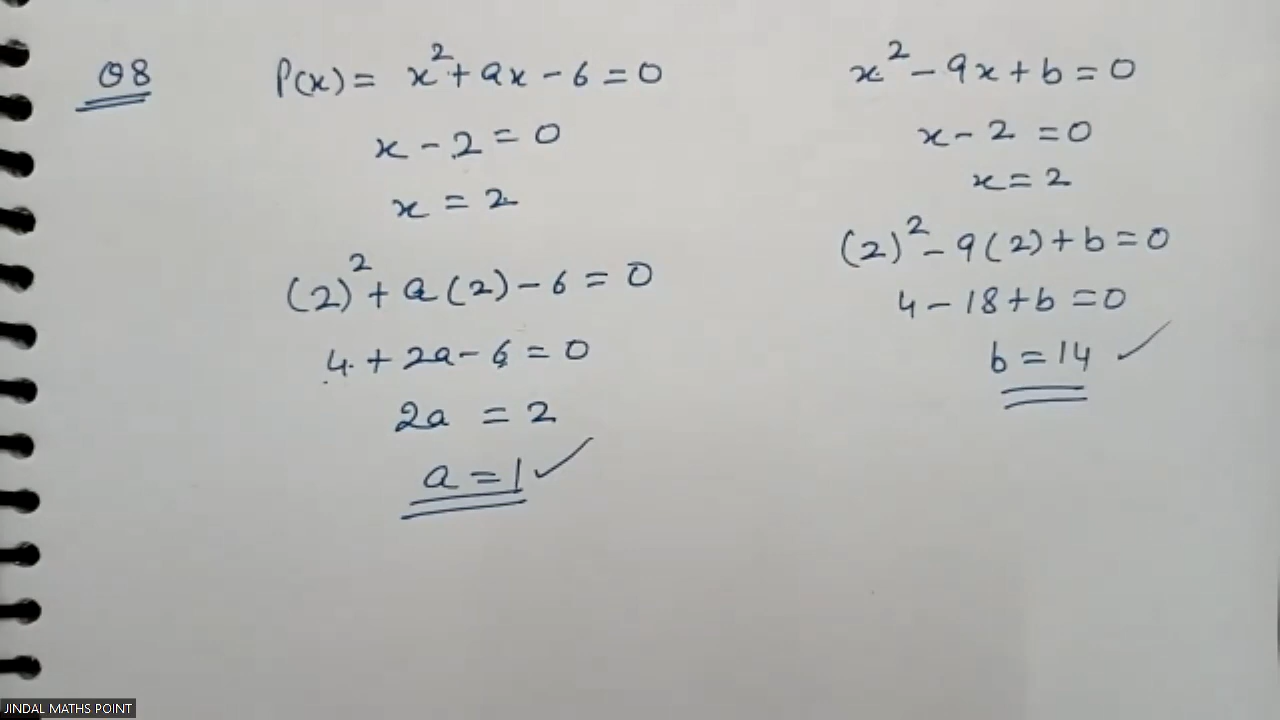 Q8
P(x) = x² + ax - 6 = 0
x - 2 = 0
x = 2
(2)² + a(2) - 6 = 0
4 + 2a - 6 = 0
2a = 2
a = 1 ✓
x² - 9x + b = 0
x - 2 = 0
x = 2
(2)² - 9(2) + b = 0
4 - 18 + b = 0
b = 14 ✓
JINDAL MATHS POINT